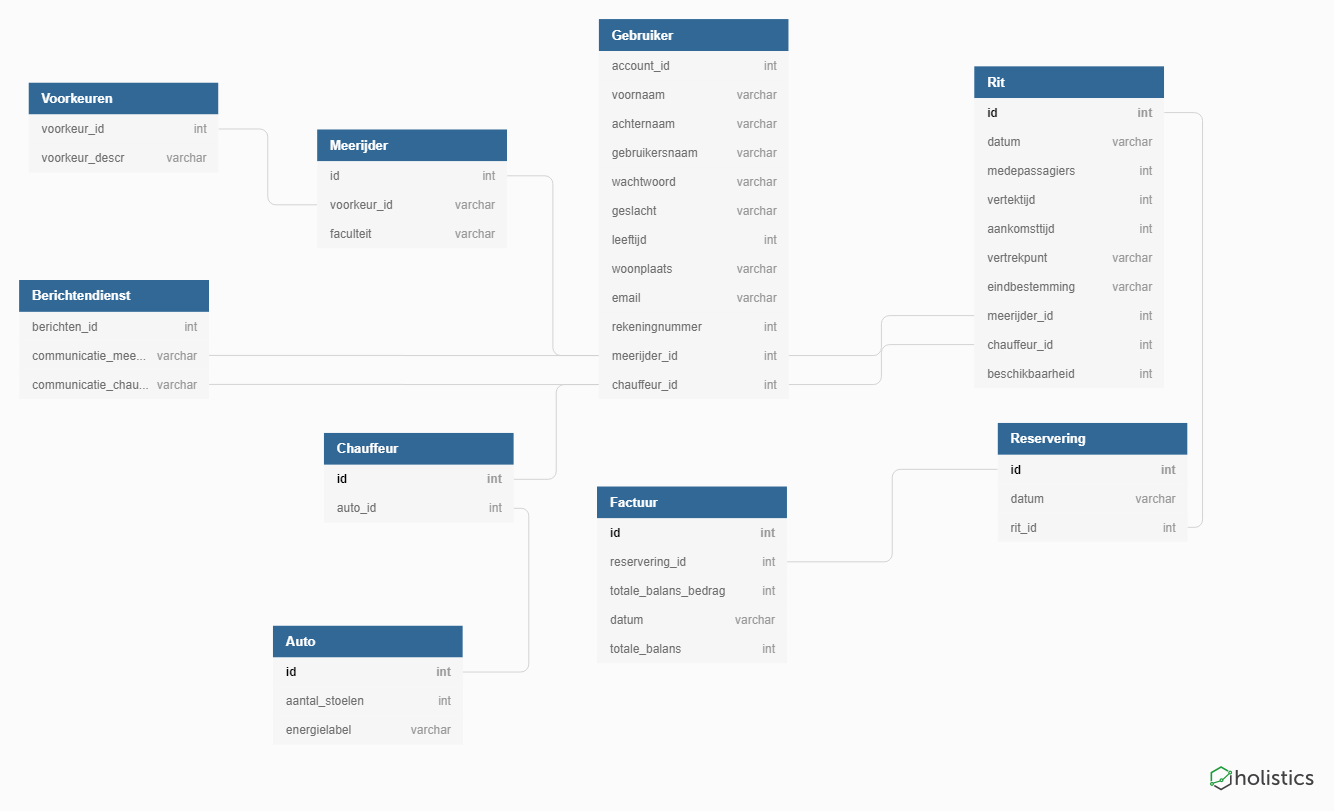 Voorkeuren
voorkeur_id int
voorkeur_descr varchar
Meerijder
id int
voorkeur_id varchar
faculteit varchar
Berichtendienst
berichten_id int
communicatie_mee... varchar
communicatie_chau... varchar
Gebruiker
account_id int
voornaam varchar
achternaam varchar
gebruikersnaam varchar
wachtwoord varchar
geslacht varchar
leeftijd int
woonplaats varchar
email varchar
rekeningnummer int
meerijder_id int
chauffeur_id int
Rit
id int
datum varchar
medepassagiers int
vertektijd int
aankomsttijd int
vertrekpunt varchar
eindbestemming varchar
meerijder_id int
chauffeur_id int
beschikbaarheid int
Chauffeur
id int
auto_id int
Reservering
id int
datum varchar
rit_id int
Factuur
id int
reservering_id int
totale_balans_bedrag int
datum varchar
totale_balans int
Auto
id int
aantal_stoelen int
energielabel varchar
holistics